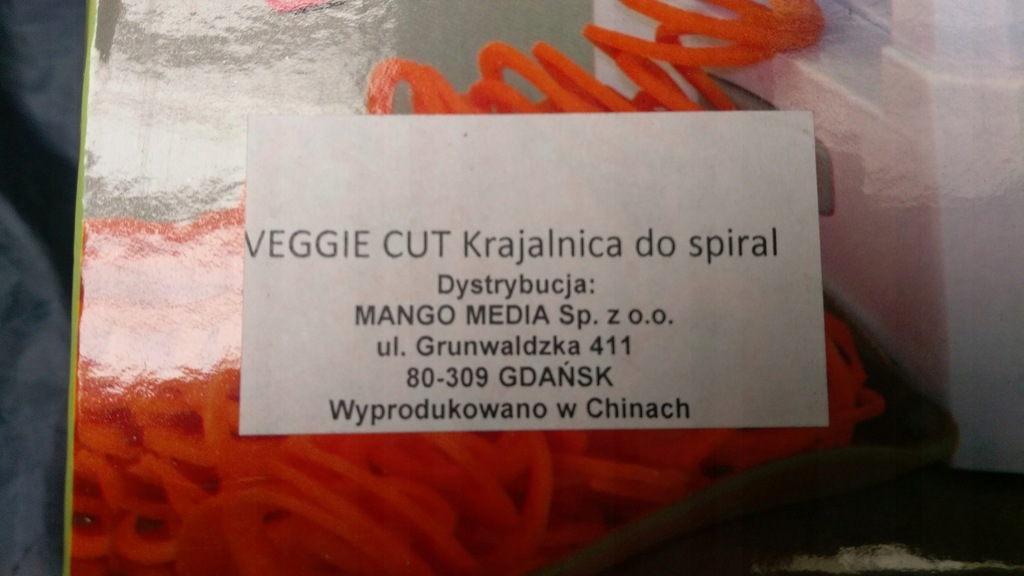 VEGGIE CUT Krajalnica do spiral
Dystrybucja:
MANGO MEDIA Sp. z o.o.
ul. Grunwaldzka 411
80-309 GDAŃSK
Wyprodukowano w Chinach